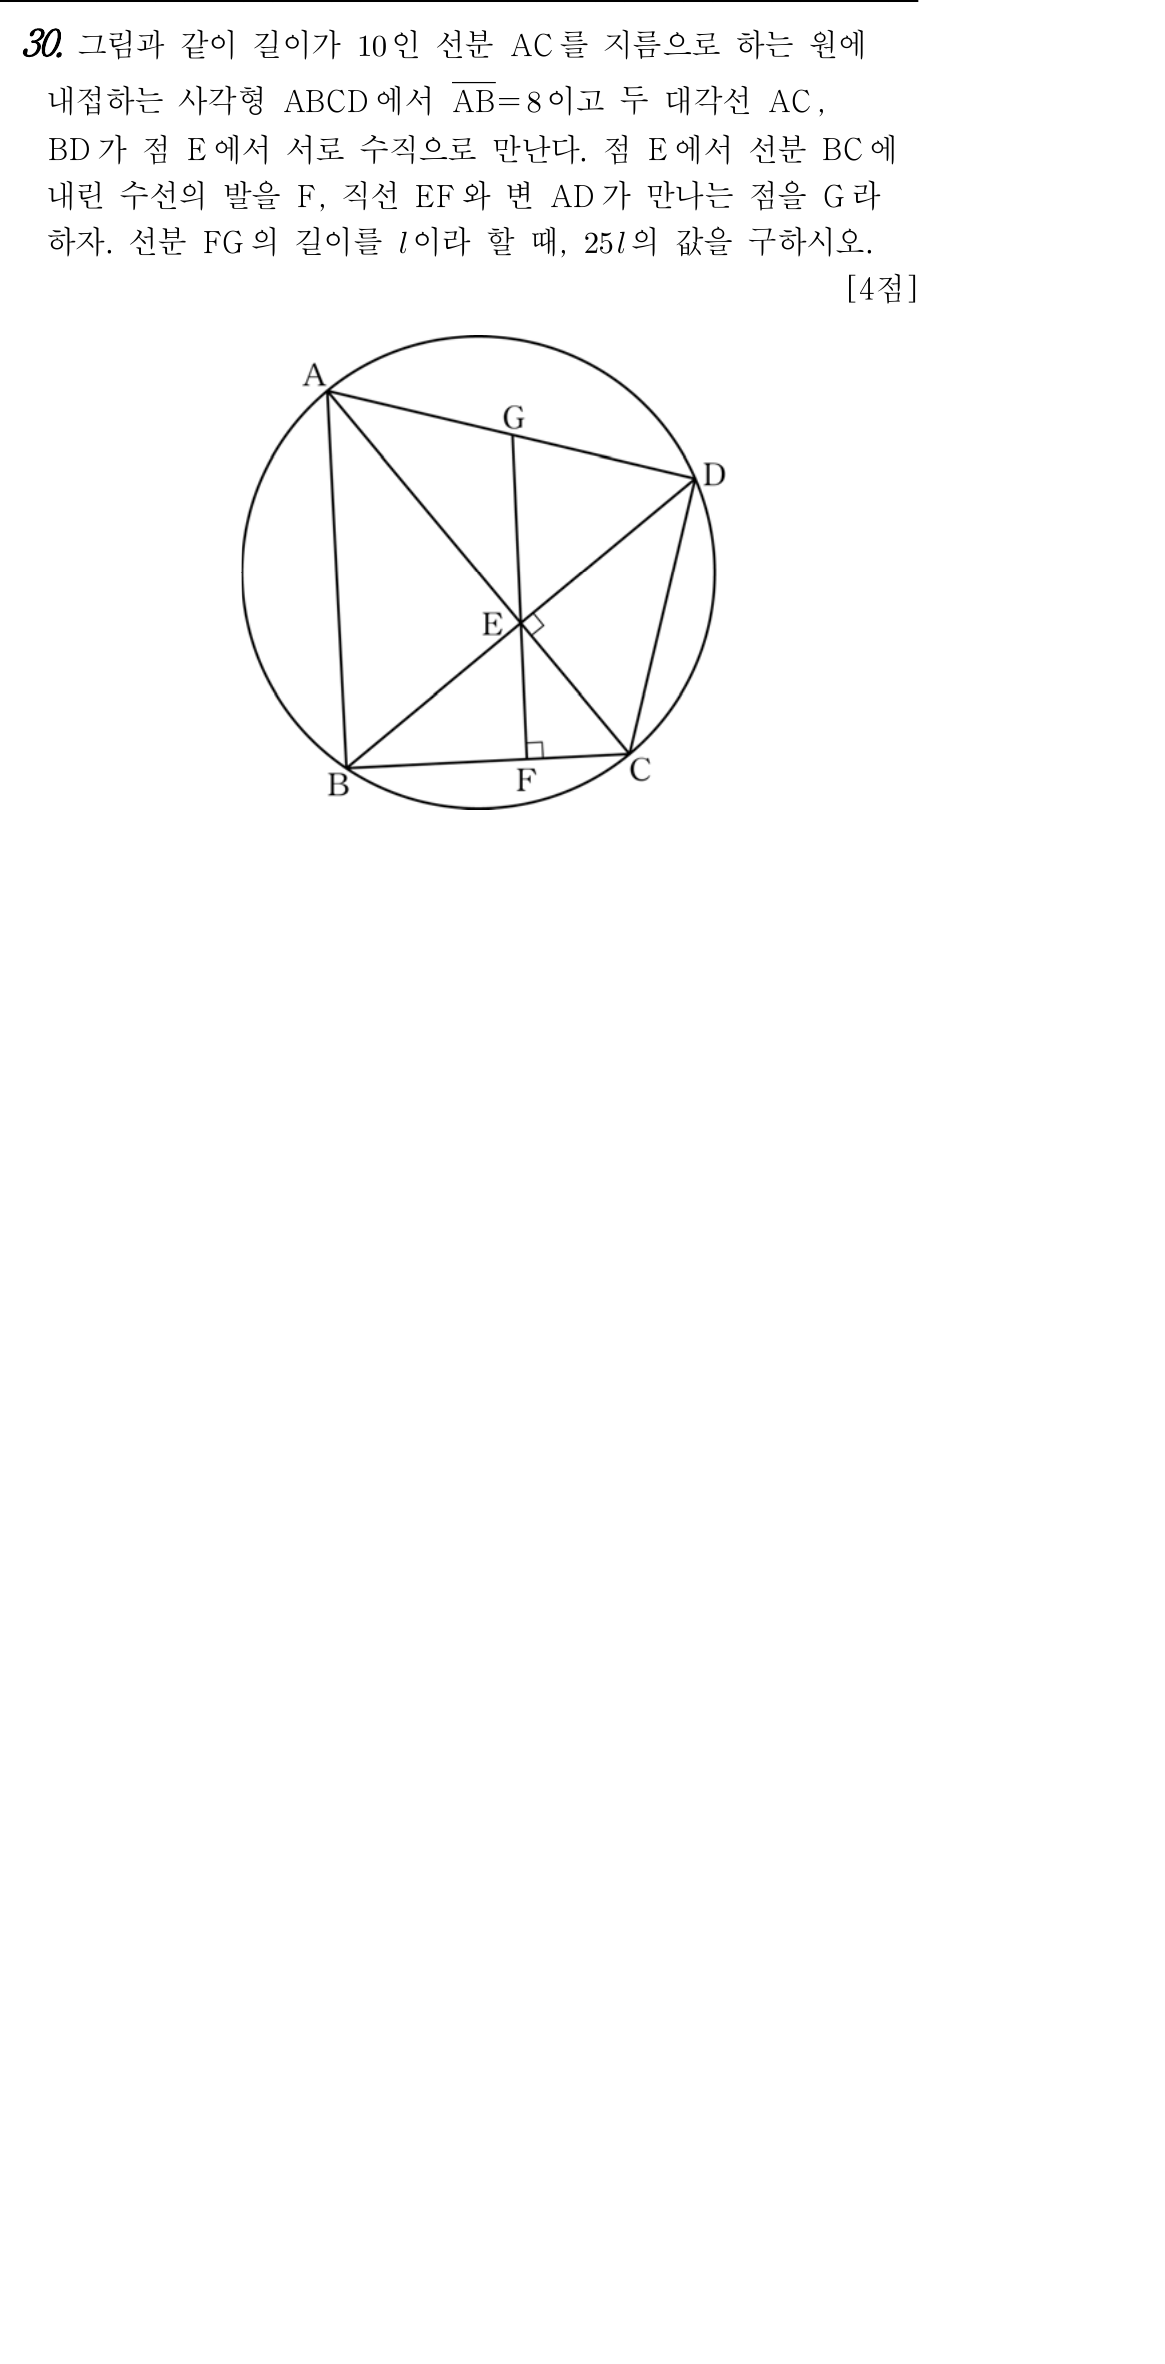 30. 그림과 같이 길이가 10인 선분 AC를 지름으로 하는 원에
내접하는 사각형 ABCD에서 $\overline{AB}=8$이고 두 대각선 AC,
BD가 점 E에서 서로 수직으로 만난다. 점 E에서 선분 BC에
내린 수선의 발을 F, 직선 EF와 변 AD가 만나는 점을 G라
하자. 선분 FG의 길이를 l이라 할 때, 25l의 값을 구하시오.
[4점]
A
G
D
E
B
F
C